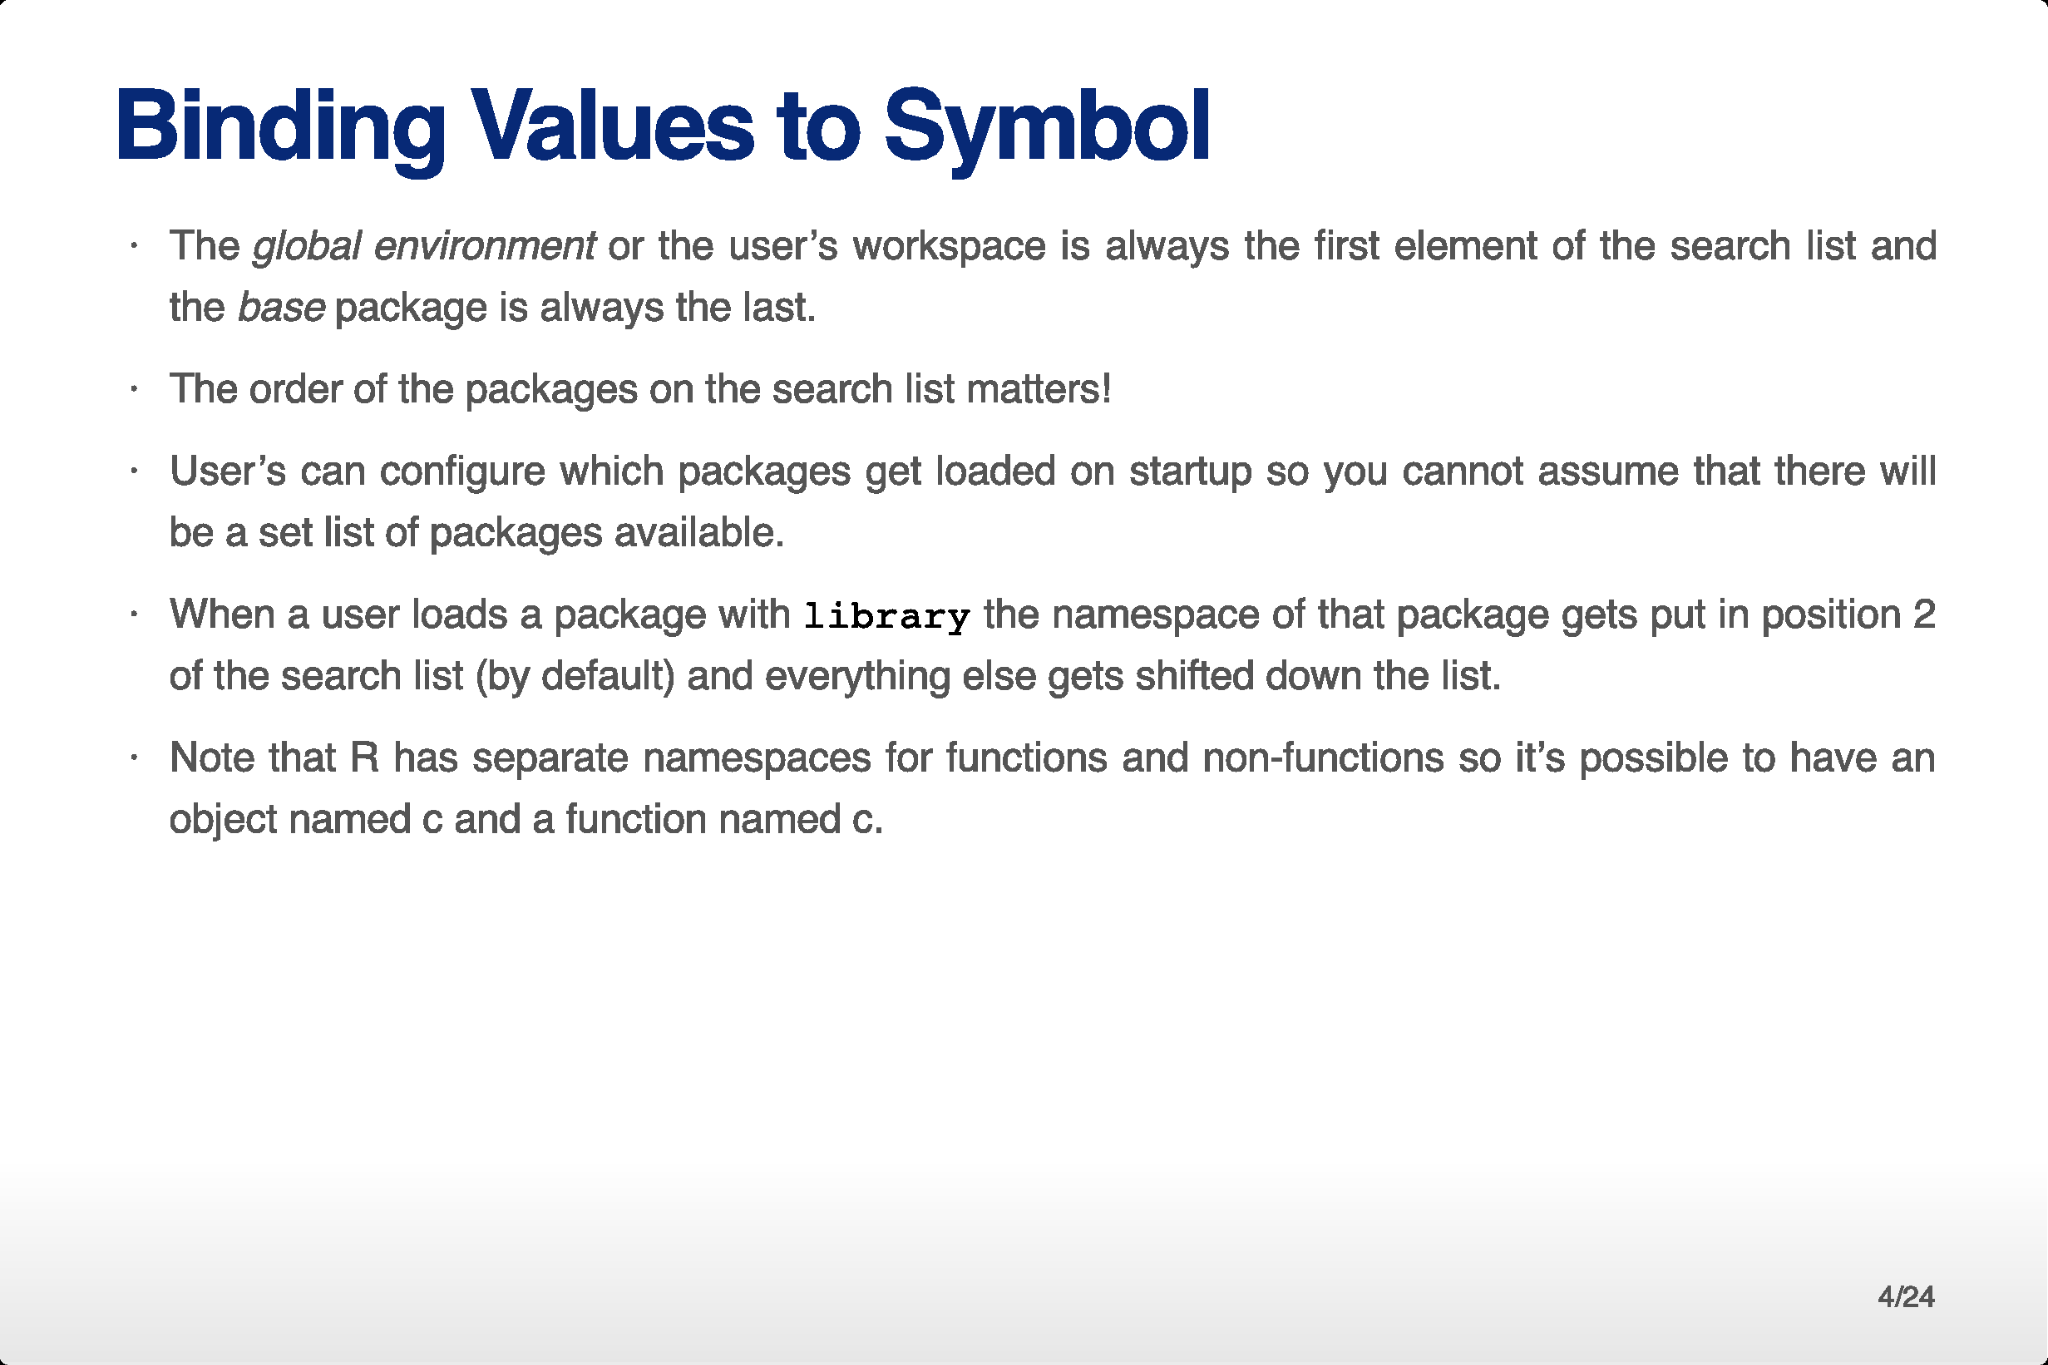 Binding Values to Symbol
· The global environment or the user’s workspace is always the first element of the search list and
the base package is always the last.
· The order of the packages on the search list matters!
· User’s can configure which packages get loaded on startup so you cannot assume that there will
be a set list of packages available.
· When a user loads a package with library the namespace of that package gets put in position 2
of the search list (by default) and everything else gets shifted down the list.
· Note that R has separate namespaces for functions and non-functions so it’s possible to have an
object named c and a function named c.
4/24